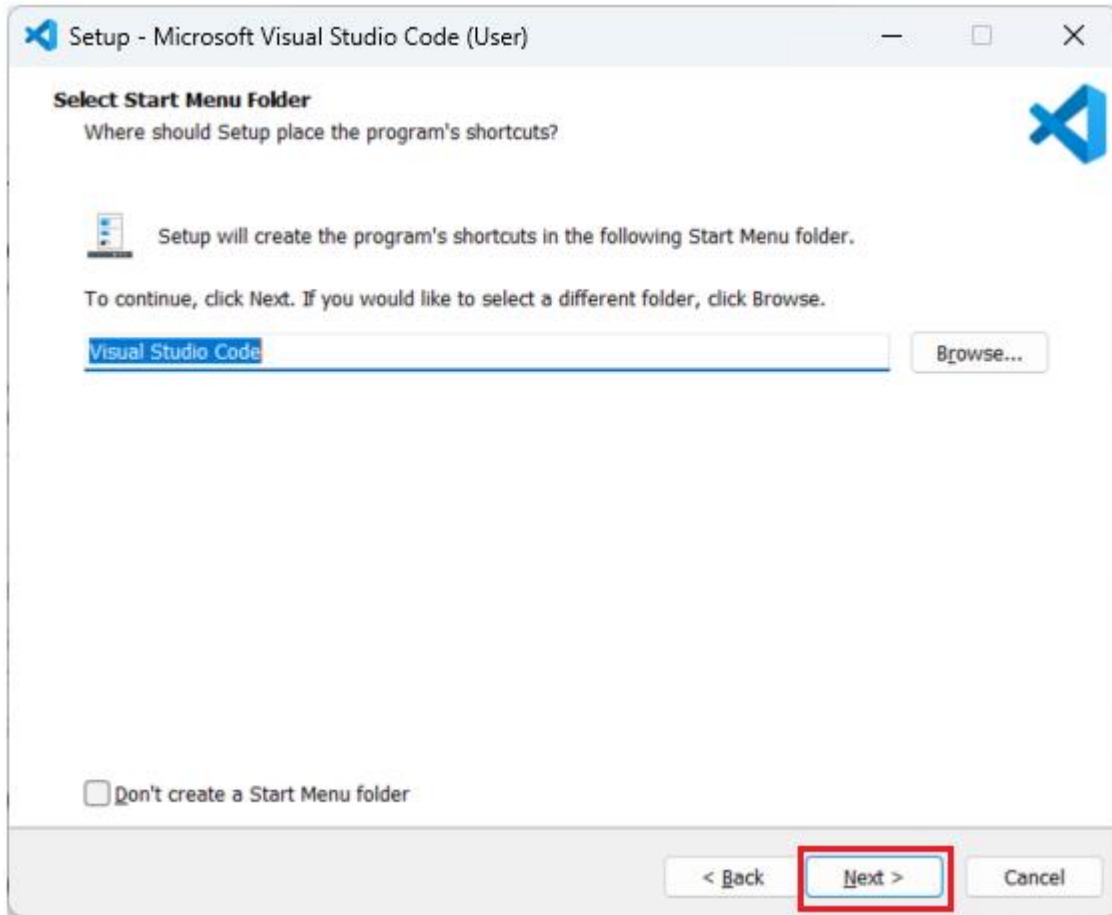 Setup - Microsoft Visual Studio Code (User)
Select Start Menu Folder
Where should Setup place the program's shortcuts?
Setup will create the program's shortcuts in the following Start Menu folder.
To continue, click Next. If you would like to select a different folder, click Browse.
Visual Studio Code
Browse...
Don't create a Start Menu folder
< Back
Next >
Cancel